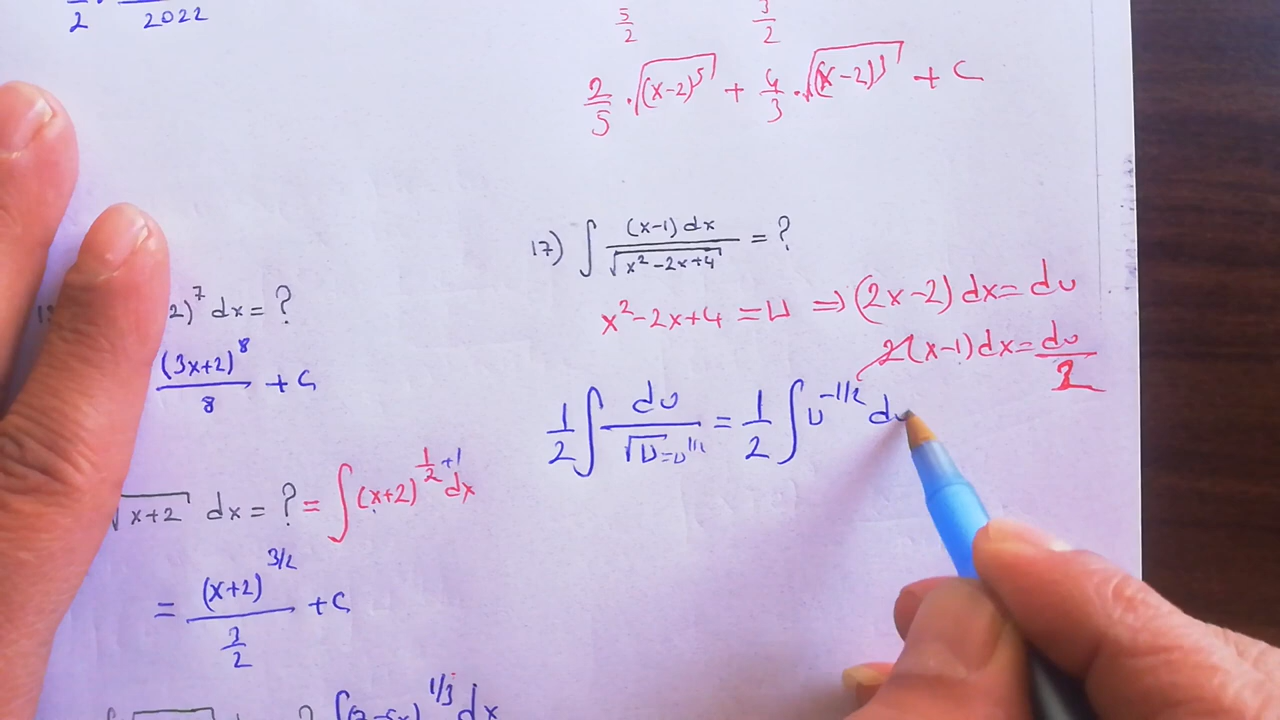 2 2022
5/2 3/2
2/5 · √(x-2)⁵ + 4/3 · √(x-2)³ + C
17) ∫ (x-1) dx / √x²-2x+4 = ?
x²-2x+4 = u ⇒ (2x-2) dx = du
2(x-1) dx = du/2
1/2 ∫ du / √u = u^1/2 = 1/2 ∫ u^-1/2 du
2)⁷ dx = ?
(3x+2)⁸ / 8 + C
√x+2 dx = ? = ∫ (x+2)^1/2+1 dx
= (x+2)^3/2 / 3/2 + C